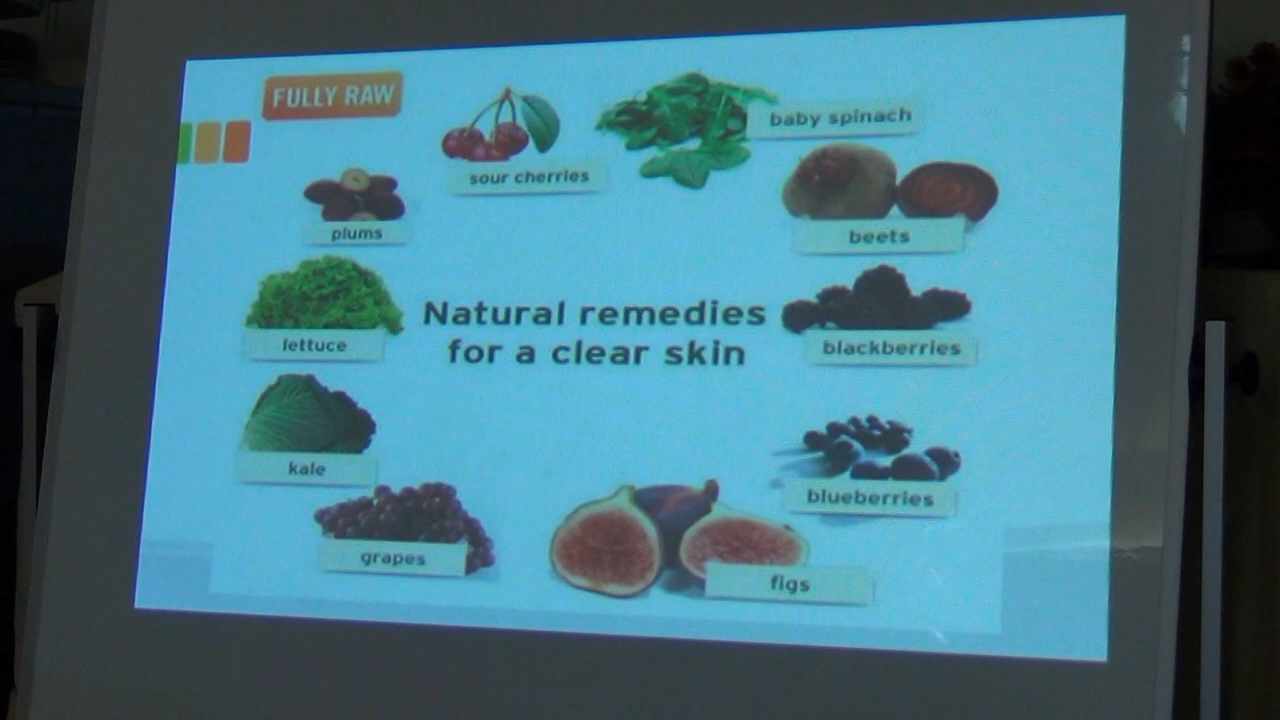 FULLY RAW
sour cherries
baby spinach
plums
beets
lettuce
Natural remedies
for a clear skin
blackberries
kale
blueberries
grapes
figs